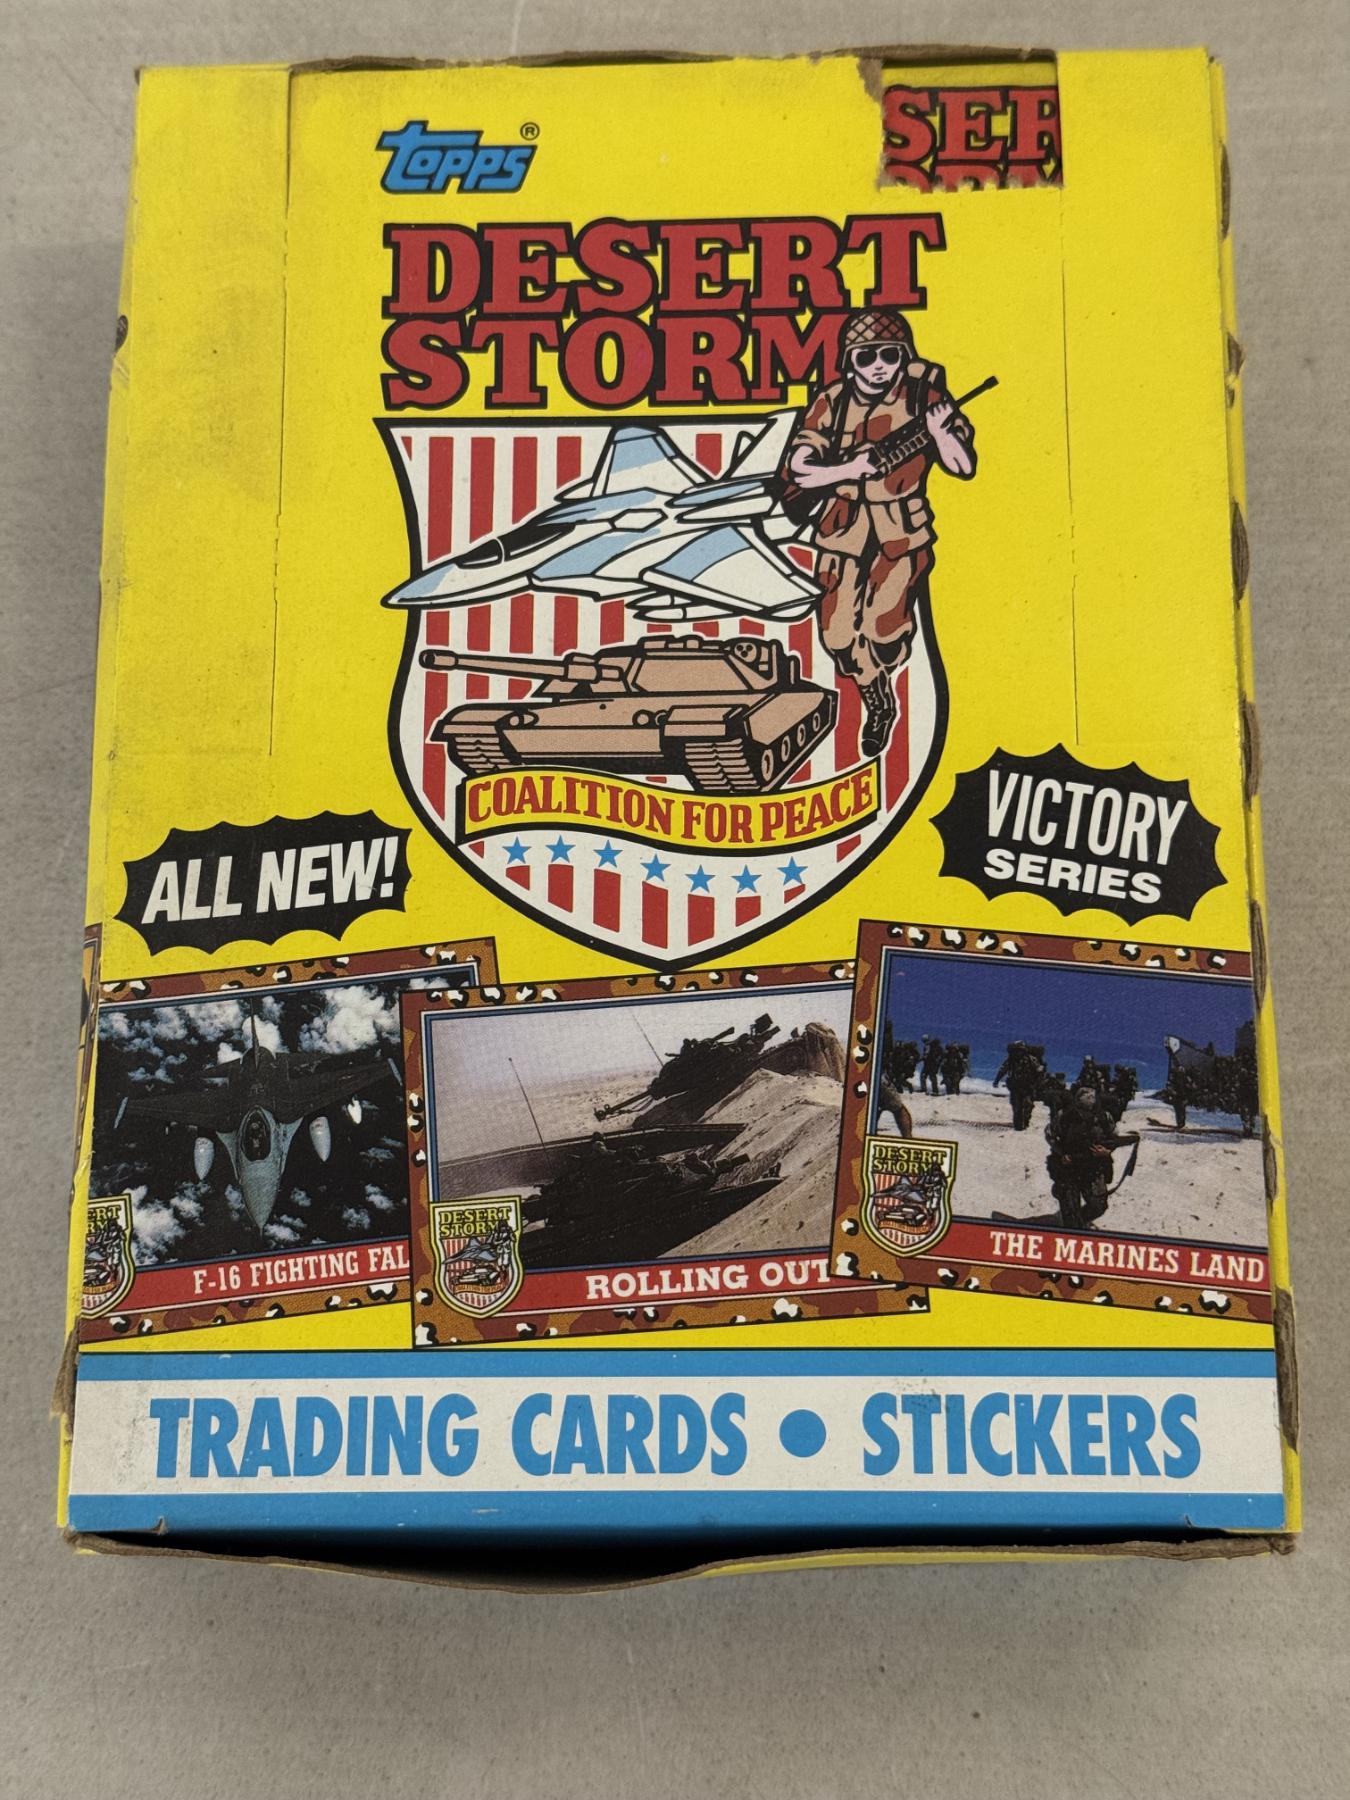 TOPPS®
SER
DESERT
STORM
COALITION FOR PEACE
ALL NEW!
VICTORY
SERIES
DESERT
STORM
F-16 FIGHTING FAL
DESERT
STORM
ROLLING OUT
DESERT
STORM
THE MARINES LAND
TRADING CARDS • STICKERS